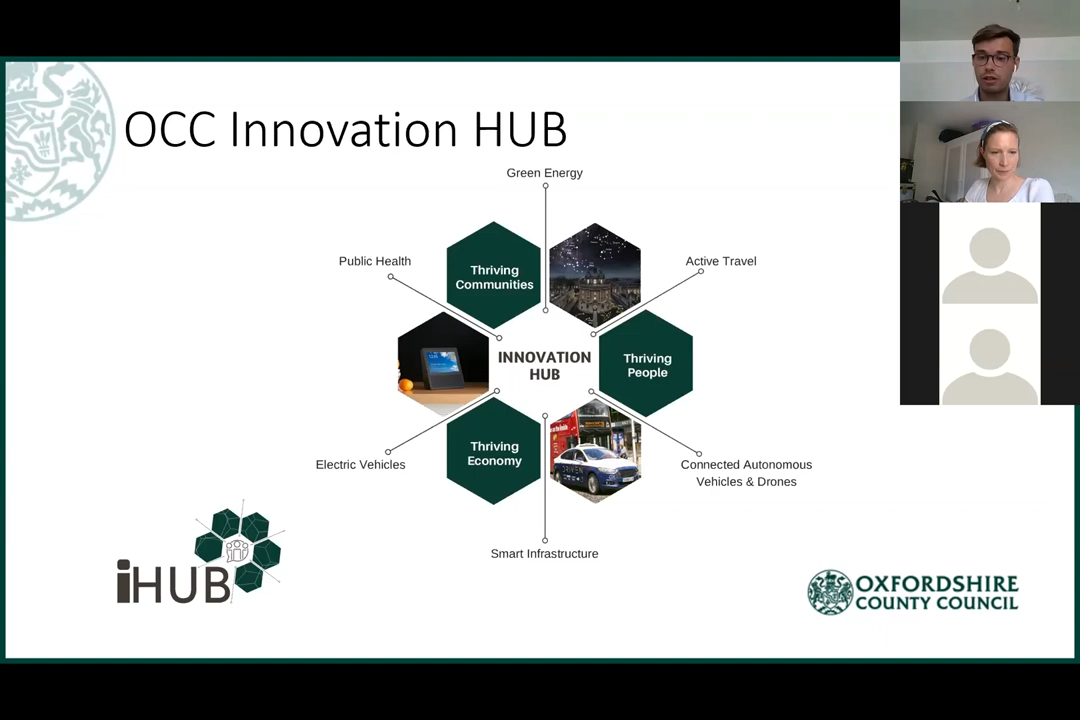 OCC Innovation HUB
Green Energy
Public Health
Active Travel
Thriving
Communities
INNOVATION
HUB
Thriving
People
Thriving
Economy
DRIVEN
Electric Vehicles
Connected Autonomous
Vehicles & Drones
Smart Infrastructure
iHUB
OXFORDSHIRE
COUNTY COUNCIL